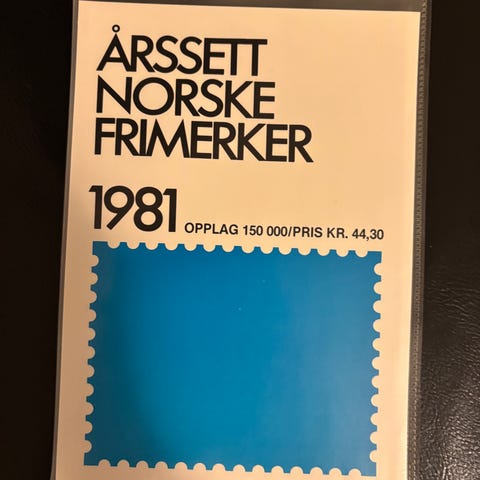 ÅRSSETT
NORSKE
FRIMERKER
1981 OPPLAG 150 000/PRIS KR. 44,30